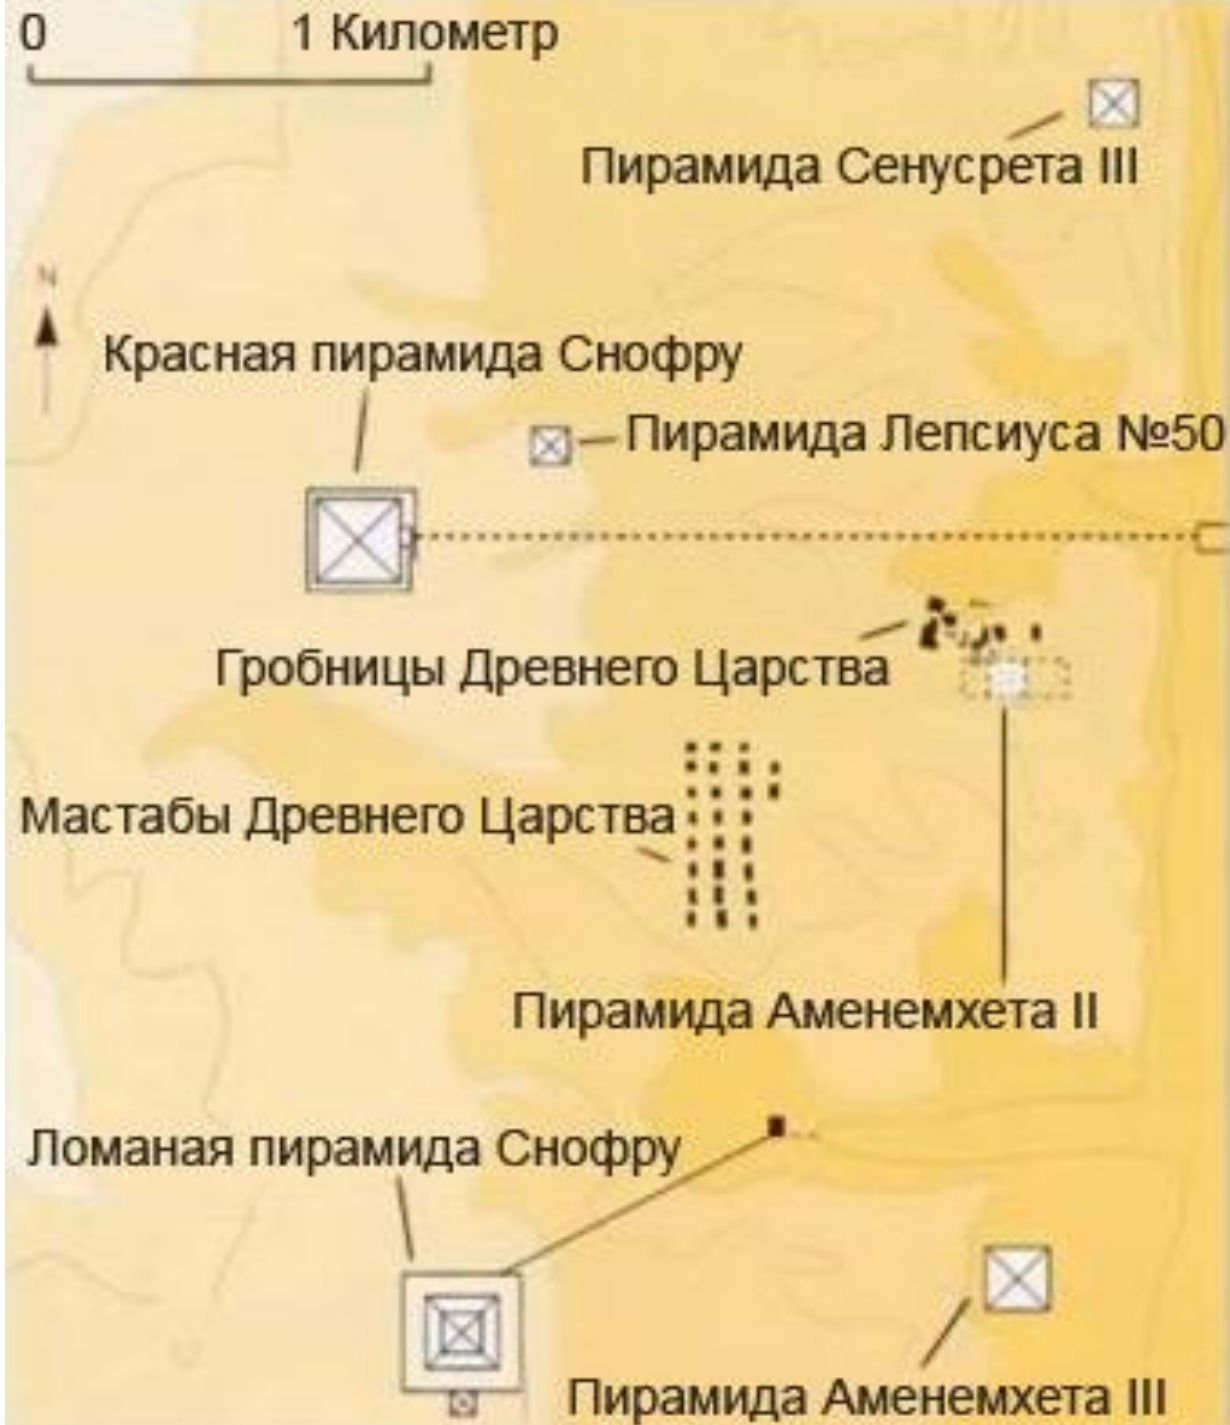 0 1 Километр
Пирамида Сенусрета III
N
Красная пирамида Снофру
Пирамида Лепсиуса №50
Гробницы Древнего Царства
Мастабы Древнего Царства
Пирамида Аменемхета II
Ломаная пирамида Снофру
Пирамида Аменемхета III